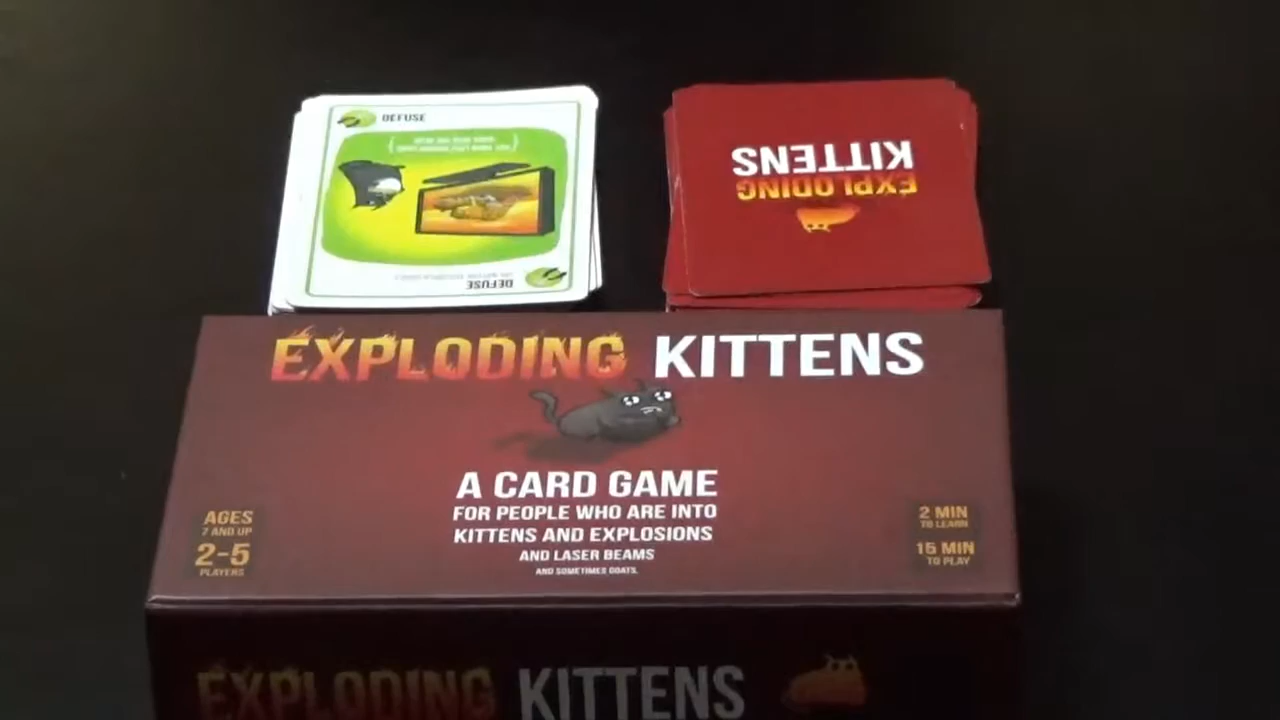 DEFUSE
DEFUSE
EXPLODING
KITTENS
EXPLODING KITTENS
A CARD GAME
FOR PEOPLE WHO ARE INTO
KITTENS AND EXPLOSIONS
AND LASER BEAMS
AND SOMETIMES GOATS.
AGES
7 AND UP
2-5
PLAYERS
2 MIN
TO LEARN
15 MIN
TO PLAY
EXPLODING KITTENS